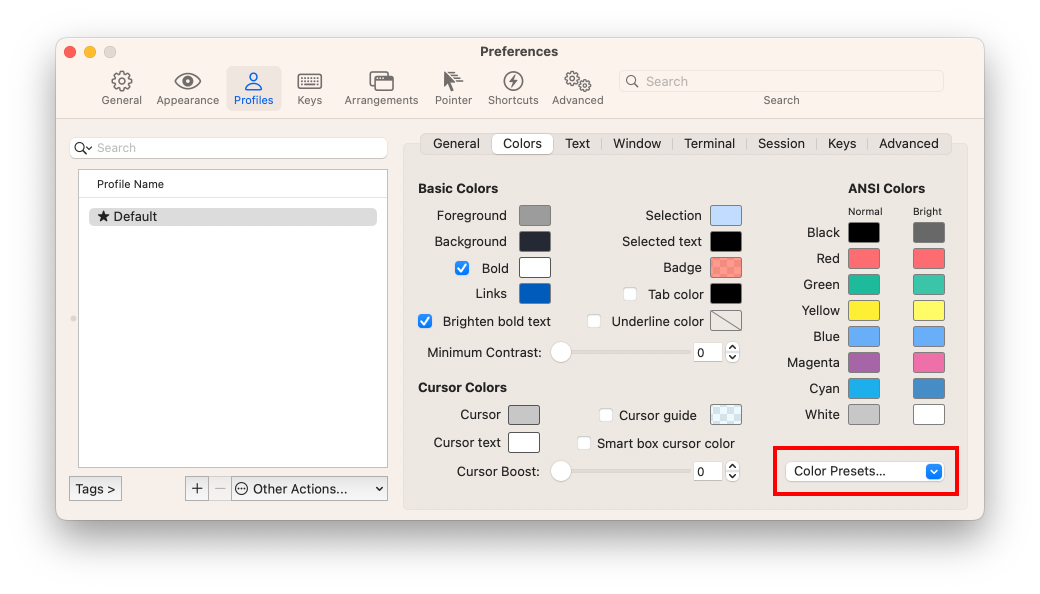 Preferences
General
Appearance
Profiles
Keys
Arrangements
Pointer
Shortcuts
Advanced
Search
Search
Search
Profile Name
Default
Tags >
Other Actions...
General
Colors
Text
Window
Terminal
Session
Keys
Advanced
Basic Colors
Foreground
Background
Bold
Links
Brighten bold text
Minimum Contrast:
Selection
Selected text
Badge
Tab color
Underline color
0
Cursor Colors
Cursor
Cursor text
Cursor Boost:
Cursor guide
Smart box cursor color
0
ANSI Colors
Normal
Bright
Black
Red
Green
Yellow
Blue
Magenta
Cyan
White
Color Presets...